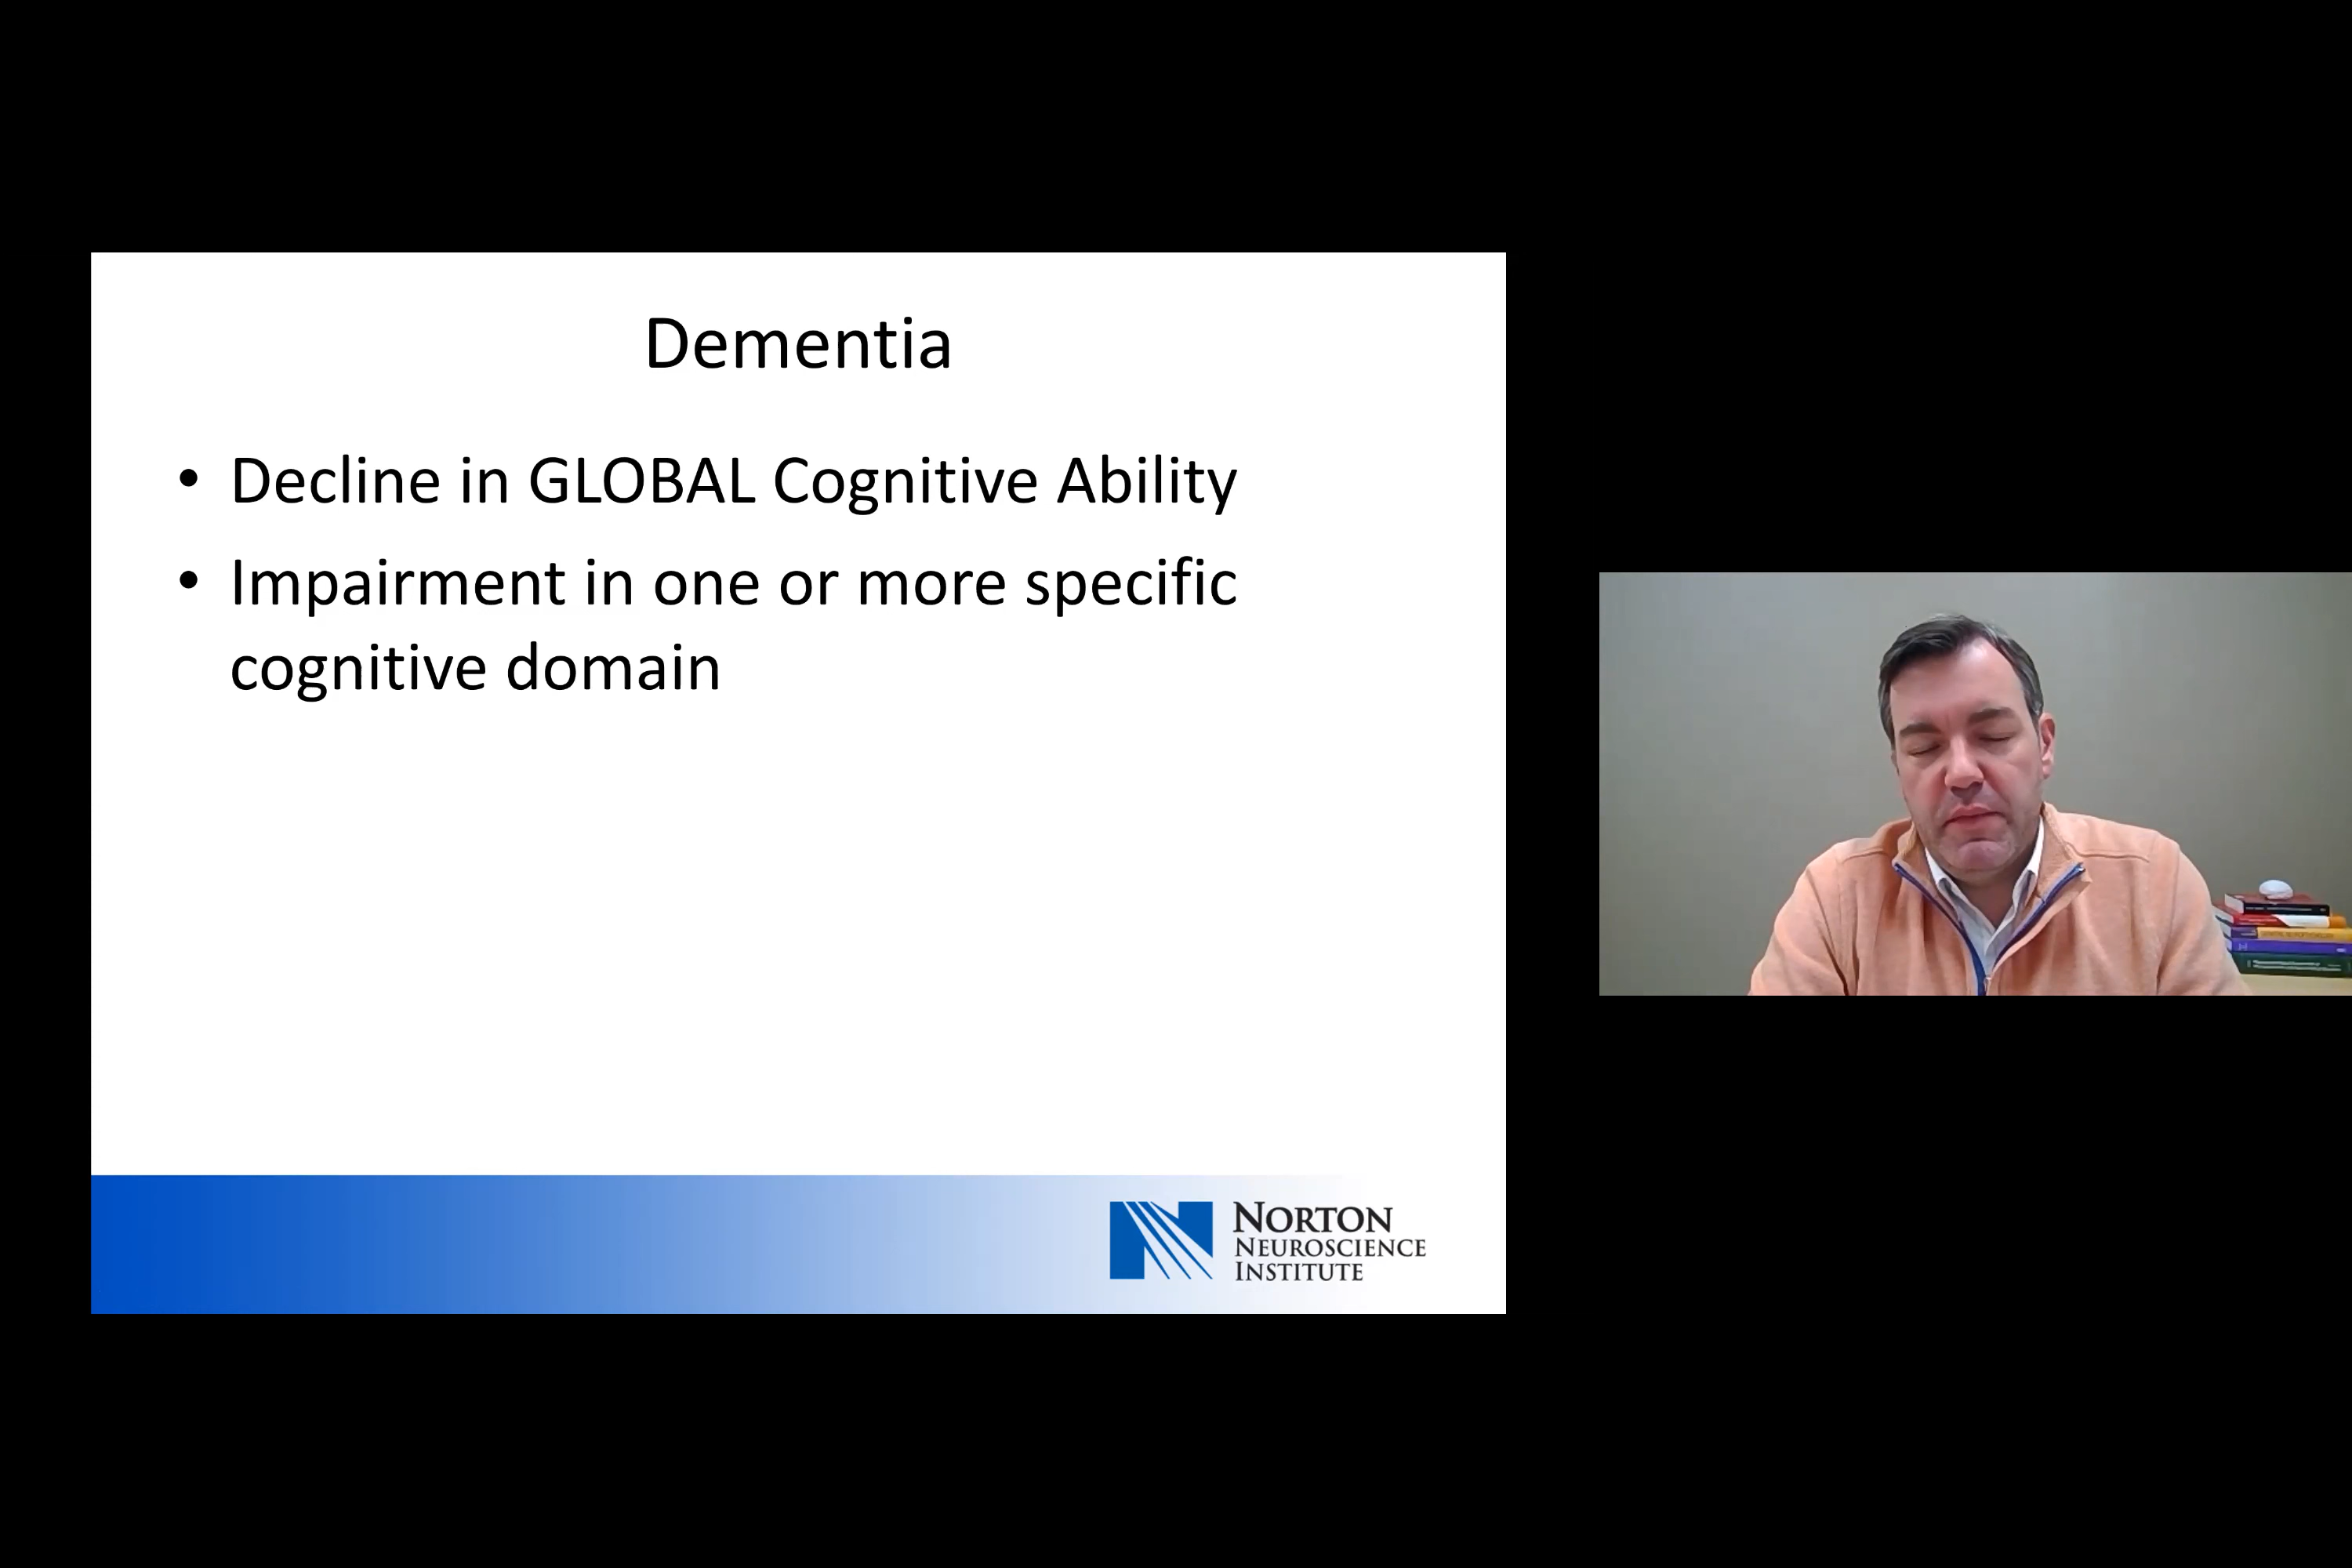 Dementia
• Decline in GLOBAL Cognitive Ability
• Impairment in one or more specific
cognitive domain
NORTON
NEUROSCIENCE
INSTITUTE